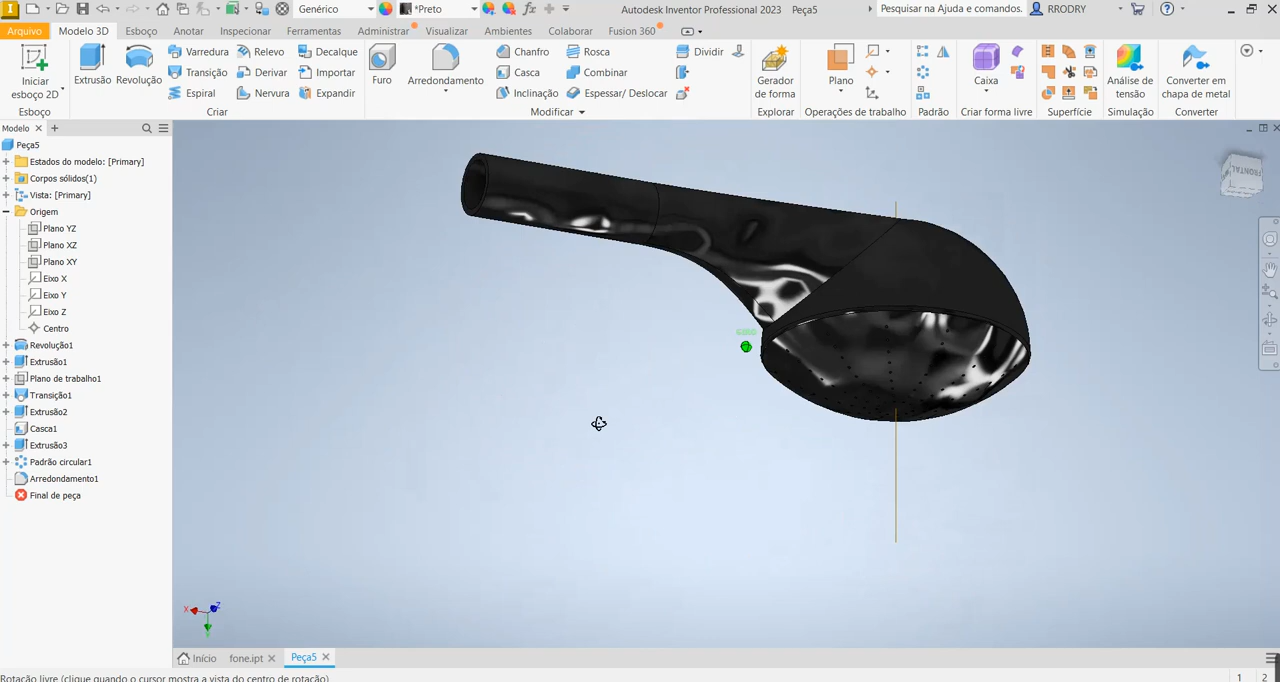 Genérico
*Preto
Autodesk Inventor Professional 2023 Peça5
Pesquisar na Ajuda e comandos.
RRODRY
Arquivo Modelo 3D Esboço Anotar Inspecionar Ferramentas Administrar Visualizar Ambientes Colaborar Fusion 360
Iniciar
esboço 2D
Esboço
Extrusão
Revolução
Varredura Relevo Decalque
Transição Derivar Importar
Espiral Nervura Expandir
Criar
Furo
Arredondamento
Chanfro Rosca Dividir
Casca Combinar
Inclinação Espessar/ Deslocar
Modificar
Gerador
de forma
Explorar
Plano
Operações de trabalho
Padrão
Caixa
Criar forma livre
Superfície
Análise de
tensão
Simulação
Converter em
chapa de metal
Converter
Modelo
Peça5
Estados do modelo: [Primary]
Corpos sólidos(1)
Vista: [Primary]
Origem
Plano YZ
Plano XZ
Plano XY
Eixo X
Eixo Y
Eixo Z
Centro
Revolução1
Extrusão1
Plano de trabalho1
Transição1
Extrusão2
Casca1
Extrusão3
Padrão circular1
Arredondamento1
Final de peça
FRONTAL
X
Z
Início fone.ipt Peça5
Rotação livre (clique quando o cursor mostra a vista do centro de rotação)
1 2